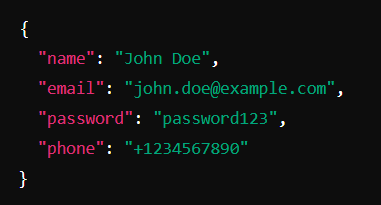 {
  "name": "John Doe",
  "email": "john.doe@example.com",
  "password": "password123",
  "phone": "+1234567890"
}